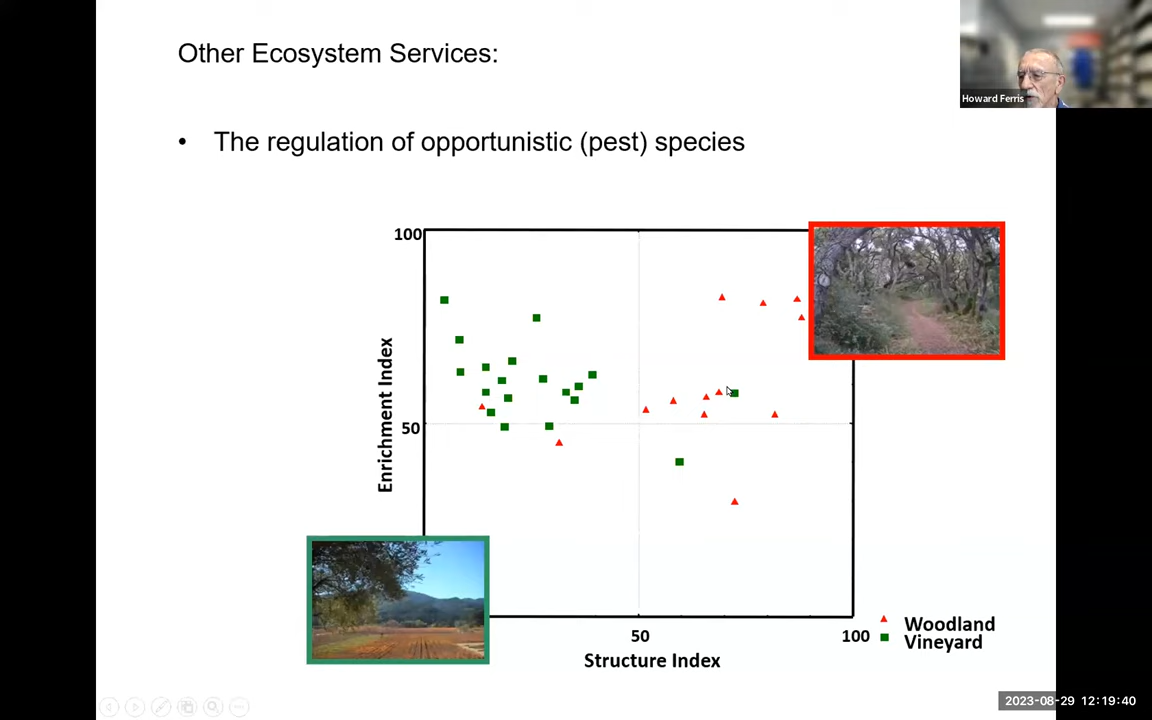 Other Ecosystem Services:
Howard Ferris
• The regulation of opportunistic (pest) species
100
Enrichment Index
50
50
100
Structure Index
Woodland
Vineyard
2023-08-29 12:19:40